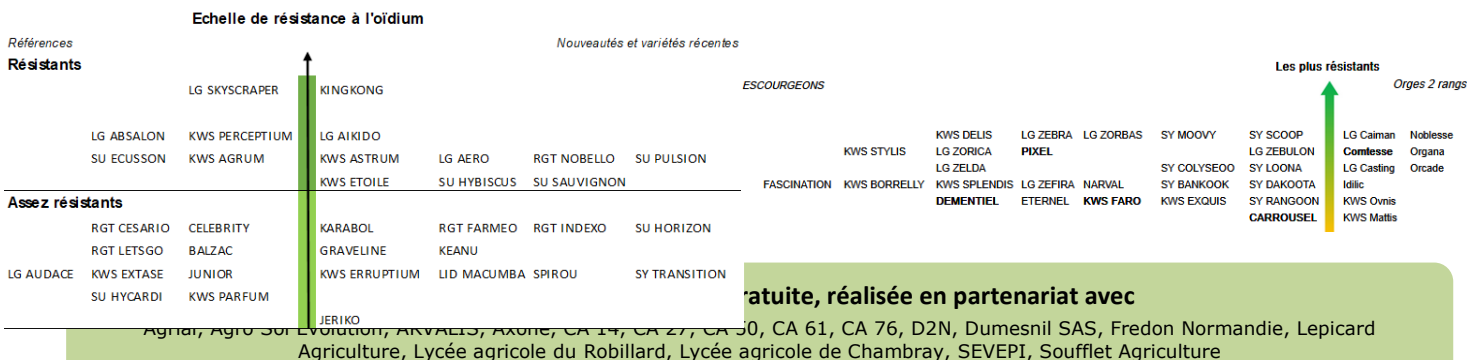 Echelle de résistance à l'oïdium
Références Nouveautés et variétés récentes
Résistants
LG SKYSCRAPER KINGKONG
LG ABSALON KWS PERCEPTIUM LG AIKIDO
SU ECUSSON KWS AGRUM KWS ASTRUM LG AERO RGT NOBELLO SU PULSION
KWS ETOILE SU HYBISCUS SU SAUVIGNON
Assez résistants
RGT CESARIO CELEBRITY KARABOL RGT FARMEO RGT INDEXO SU HORIZON
RGT LETSGO BALZAC GRAVELINE KEANU
LG AUDACE KWS EXTASE JUNIOR KWS ERRUPTIUM LID MACUMBA SPIROU SY TRANSITION
SU HYCARDI KWS PARFUM
JERIKO
Les plus résistants
ESCOURGEONS Orges 2 rangs
KWS DELIS LG ZEBRA LG ZORBAS SY MOOVY SY SCOOP LG Caiman Noblesse
KWS STYLIS LG ZORICA PIXEL LG ZEBULON Comtesse Organa
LG ZELDA SY COLYSEOO SY LOONA LG Casting Orcade
FASCINATION KWS BORRELLY KWS SPLENDIS LG ZEFIRA NARVAL SY BANKOOK SY DAKOOTA Idilic
DEMENTIEL ETERNEL KWS FARO KWS EXQUIS SY RANGOON KWS Ovnis
CARROUSEL KWS Mattis
ratuite, réalisée en partenariat avec
Agrial, Agro Sol Evolution, ARVALIS, Axone, CA 14, CA 27, CA 50, CA 61, CA 76, D2N, Dumesnil SAS, Fredon Normandie, Lepicard
Agriculture, Lycée agricole du Robillard, Lycée agricole de Chambray, SEVEPI, Soufflet Agriculture